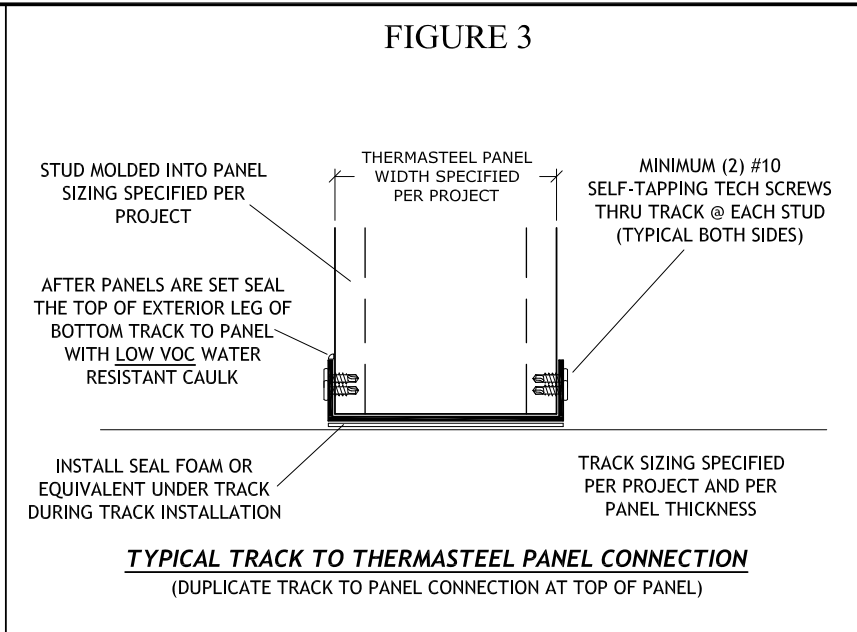 FIGURE 3
STUD MOLDED INTO PANEL
SIZING SPECIFIED PER
PROJECT
THERMASTEEL PANEL
WIDTH SPECIFIED
PER PROJECT
MINIMUM (2) #10
SELF-TAPPING TECH SCREWS
THRU TRACK @ EACH STUD
(TYPICAL BOTH SIDES)
AFTER PANELS ARE SET SEAL
THE TOP OF EXTERIOR LEG OF
BOTTOM TRACK TO PANEL
WITH LOW VOC WATER
RESISTANT CAULK
INSTALL SEAL FOAM OR
EQUIVALENT UNDER TRACK
DURING TRACK INSTALLATION
TRACK SIZING SPECIFIED
PER PROJECT AND PER
PANEL THICKNESS
TYPICAL TRACK TO THERMASTEEL PANEL CONNECTION
(DUPLICATE TRACK TO PANEL CONNECTION AT TOP OF PANEL)